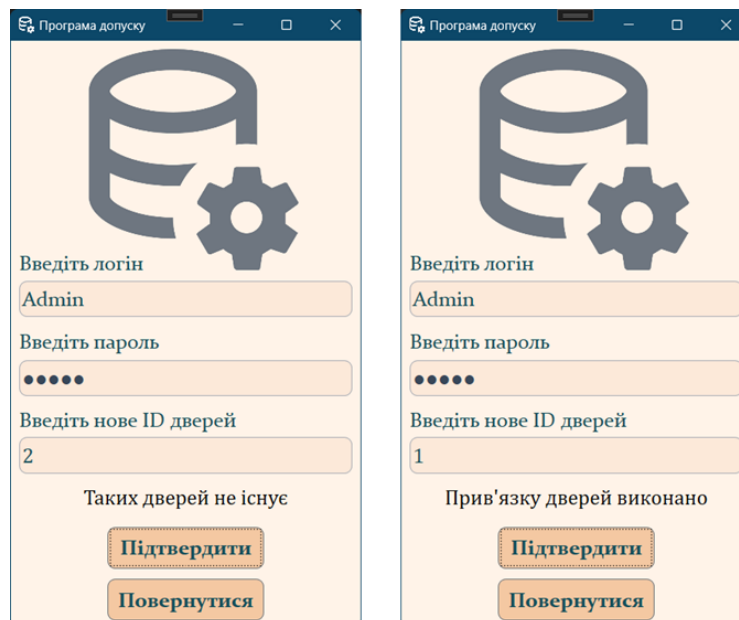 Програма допуску
Введіть логін
Admin
Введіть пароль
●●●●●
Введіть нове ID дверей
2
Таких дверей не існує
Підтвердити
Повернутися
Програма допуску
Введіть логін
Admin
Введіть пароль
●●●●●
Введіть нове ID дверей
1
Прив'язку дверей виконано
Підтвердити
Повернутися